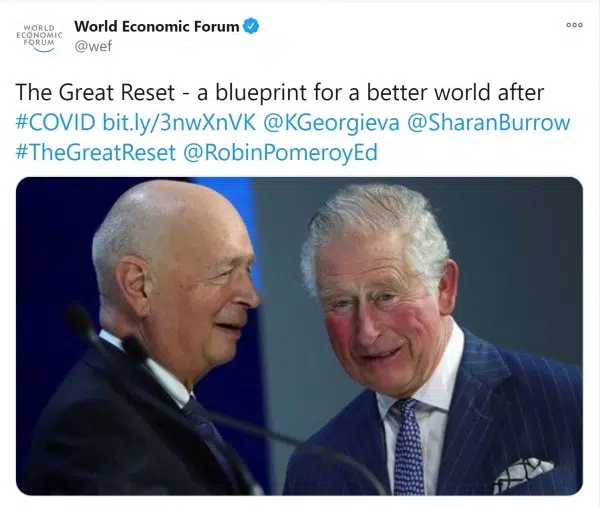 WORLD
ECONOMIC
FORUM
World Economic Forum
@wef
The Great Reset - a blueprint for a better world after
#COVID bit.ly/3nwXnVK @KGeorgieva @SharanBurrow
#TheGreatReset @RobinPomeroyEd